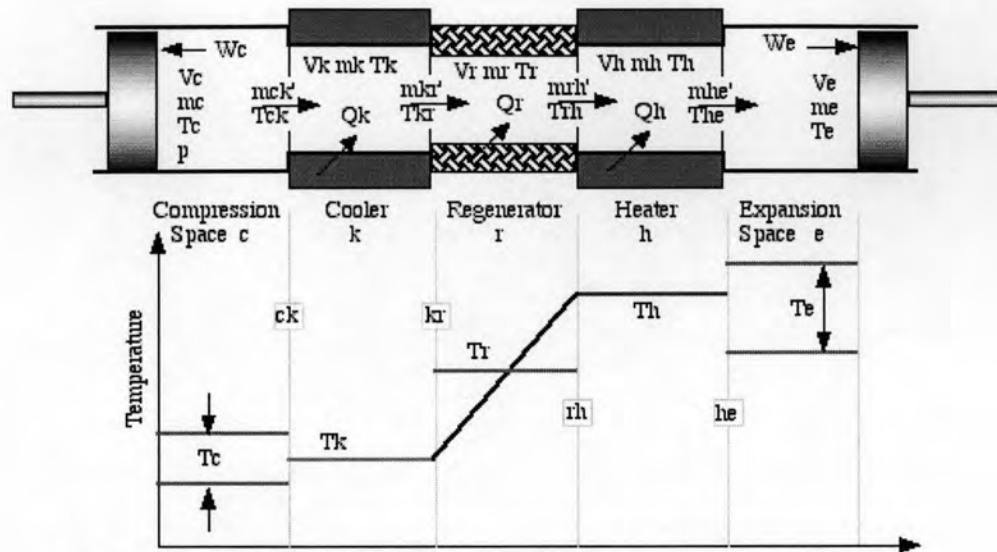 Wc
We
Vc
mc
Tc
p
mck'
Tck
Vk mk Tk
Qk
mkr'
Tkr
Vr mr Tr
Qr
mrh'
Trh
Vh mh Th
Qh
mhe'
The
Ve
me
Te
Compression
Space c
Cooler
k
Regenerator
r
Heater
h
Expansion
Space e
Temperature
ck
kr
Th
Te
Tr
rh
he
Tc
Tk